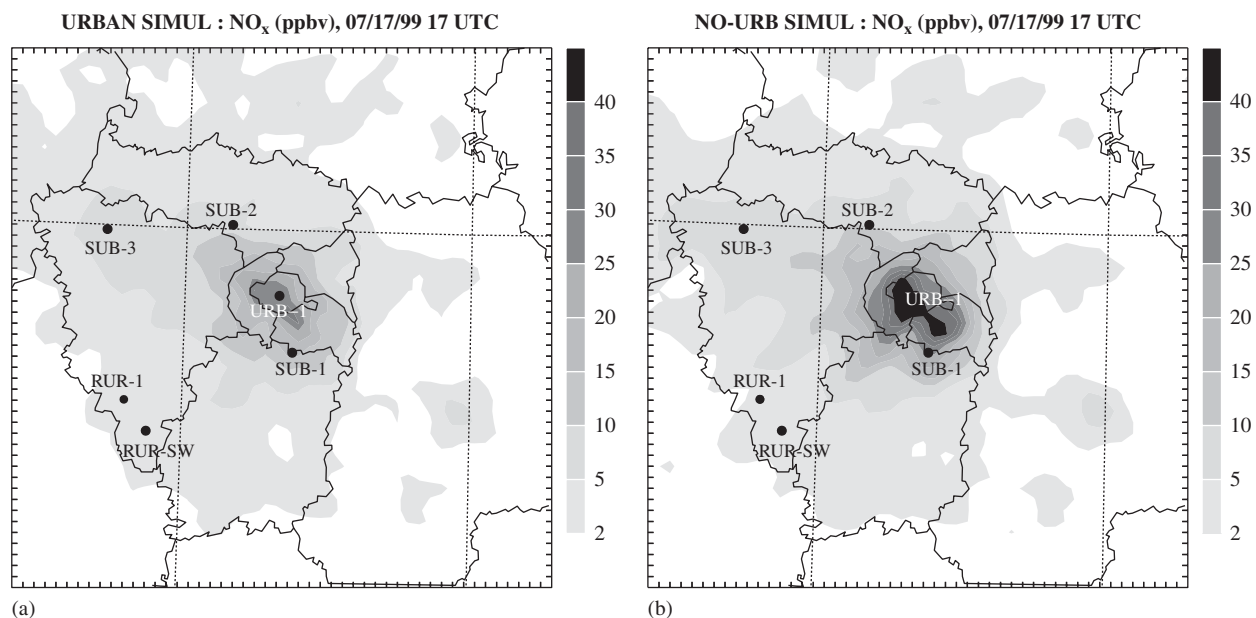 URBAN SIMUL : NOx (ppbv), 07/17/99 17 UTC
SUB-2
SUB-3
URB-1
SUB-1
RUR-1
RUR-SW
40
35
30
25
20
15
10
5
2
(a)
NO-URB SIMUL : NOx (ppbv), 07/17/99 17 UTC
SUB-2
SUB-3
URB-1
SUB-1
RUR-1
RUR-SW
40
35
30
25
20
15
10
5
2
(b)